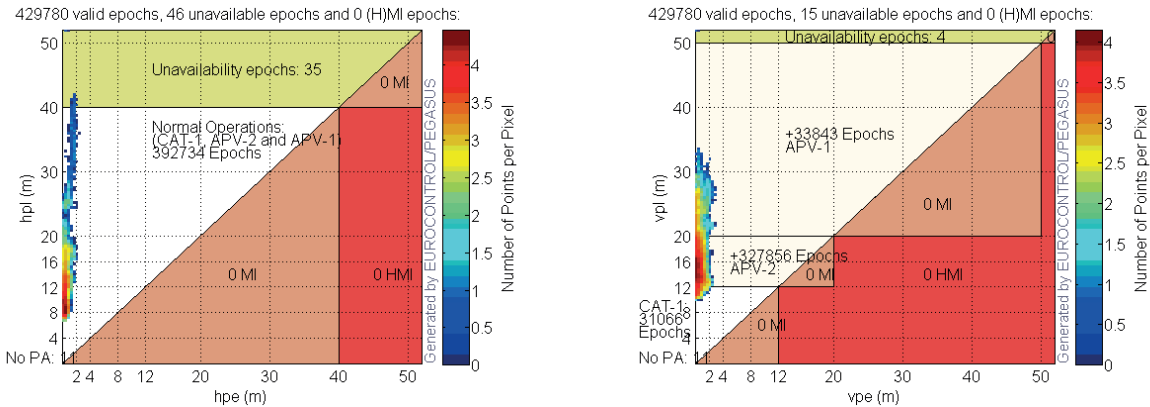 429780 valid epochs, 46 unavailable epochs and 0 (H)MI epochs:
50
40
30
20
16
12
8
4
hpl (m)
Unavailability epochs: 35
0 MI
Normal Operations:
(CAT-1, APV-2 and APV-1)
392734 Epochs
0 MI
0 HMI
No PA: 1
2 4 8 12 20 30 40 50
hpe (m)
Generated by EUROCONTROL/PEGASUS
4
3.5
3
2.5
2
1.5
1
0.5
0
Number of Points per Pixel
429780 valid epochs, 15 unavailable epochs and 0 (H)MI epochs:
50
40
30
20
16
12
8
4
vpl (m)
Unavailability epochs: 4
0
+33843 Epochs
APV-1
0 MI
+327856 Epochs
APV-2
0 MI
0 HMI
CAT-1:
31066
Epochs
0 MI
No PA: 1
2 4 8 12 20 30 40 50
vpe (m)
Generated by EUROCONTROL/PEGASUS
4
3.5
3
2.5
2
1.5
1
0.5
0
Number of Points per Pixel